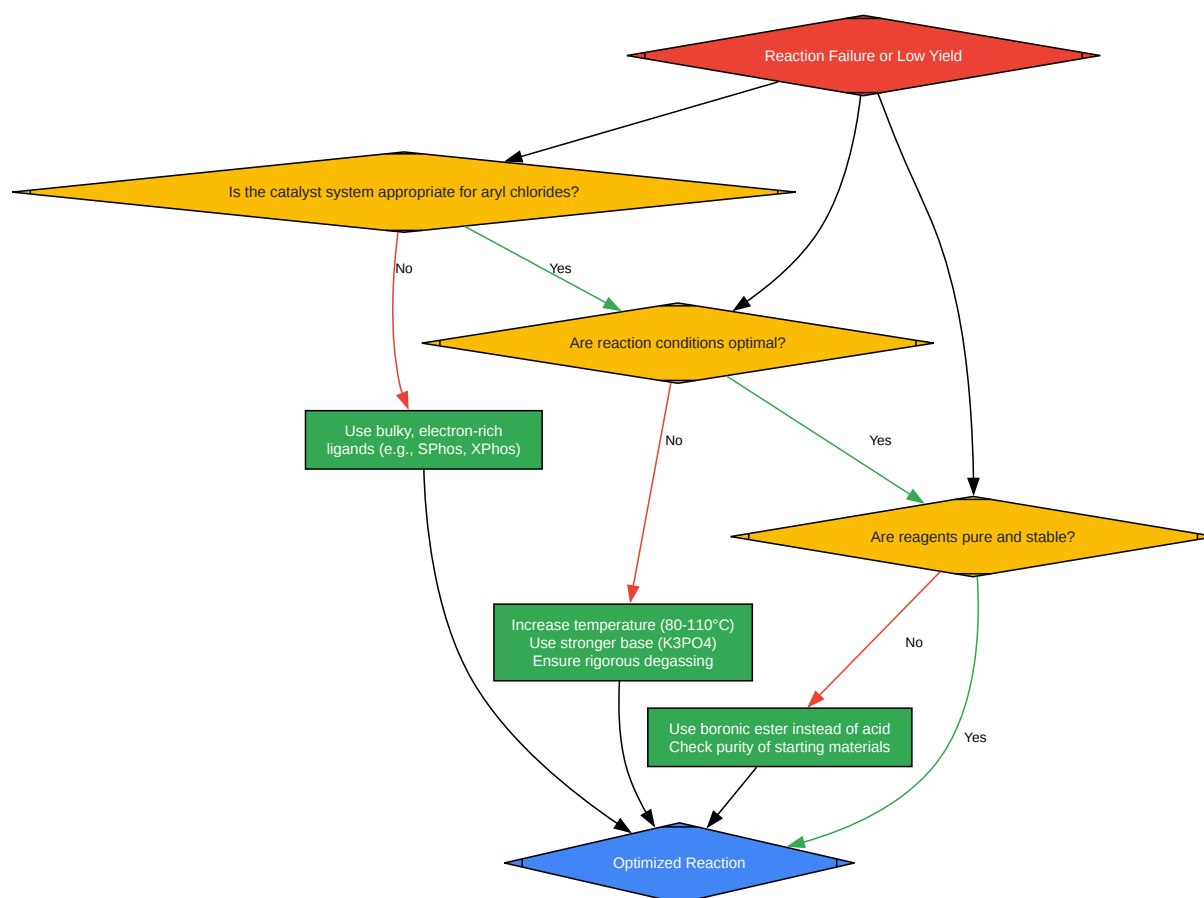 Reaction Failure or Low Yield
Is the catalyst system appropriate for aryl chlorides?
No
Yes
Are reaction conditions optimal?
Use bulky, electron-rich
ligands (e.g., SPhos, XPhos)
No
Yes
Are reagents pure and stable?
Increase temperature (80-110°C)
Use stronger base (K3PO4)
Ensure rigorous degassing
No
Use boronic ester instead of acid
Check purity of starting materials
Yes
Optimized Reaction